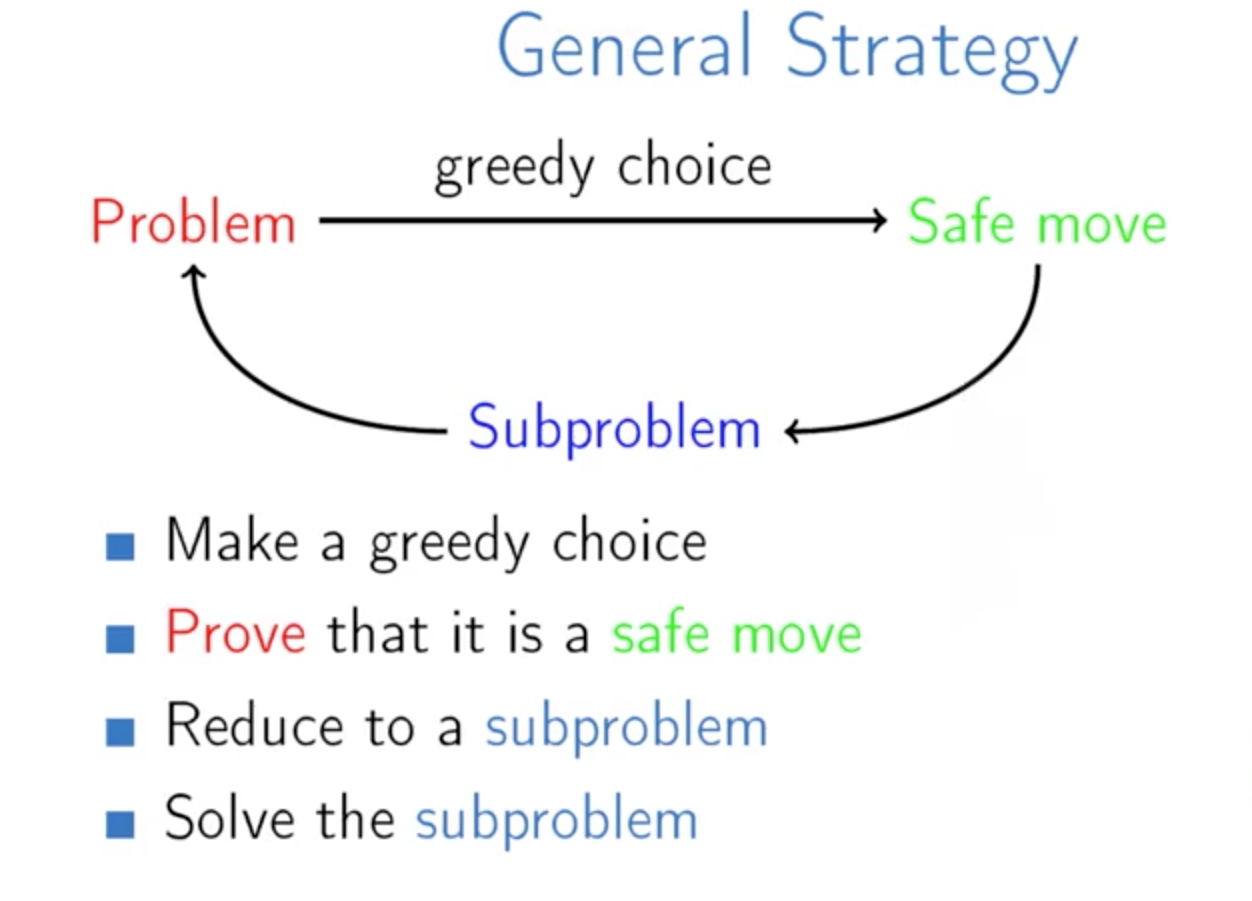 General Strategy
greedy choice
Problem
Safe move
Subproblem
Make a greedy choice
Prove that it is a safe move
Reduce to a subproblem
Solve the subproblem